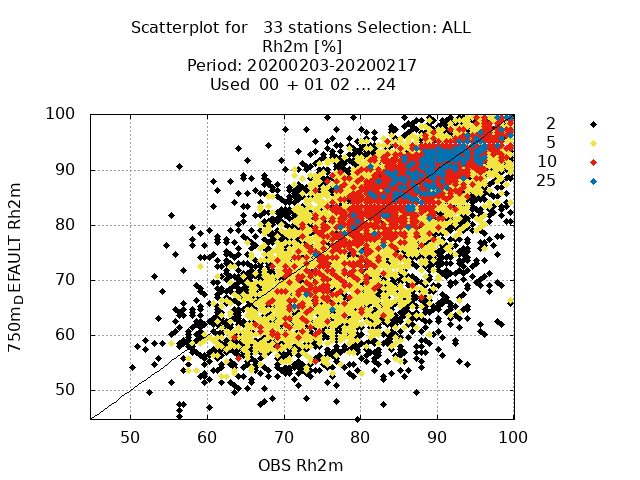 Scatterplot for 33 stations Selection: ALL
Rh2m [%]
Period: 20200203-20200217
Used 00 + 01 02 ... 24
2
5
10
25
100
90
80
70
60
50
750m_DEFAULT Rh2m
50 60 70 80 90 100
OBS Rh2m